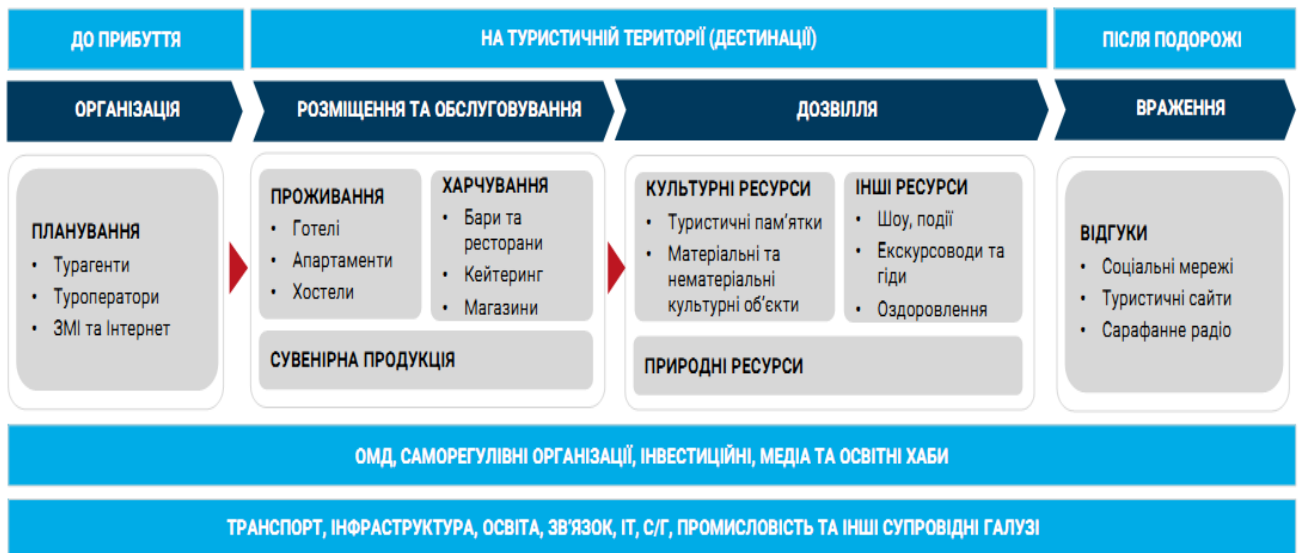 ДО ПРИБУТТЯ
НА ТУРИСТИЧНІЙ ТЕРИТОРІЇ (ДЕСТИНАЦІЇ)
ПІСЛЯ ПОДОРОЖІ
ОРГАНІЗАЦІЯ
РОЗМІЩЕННЯ ТА ОБСЛУГОВУВАННЯ
ДОЗВІЛЛЯ
ВРАЖЕННЯ
ПЛАНУВАННЯ
• Турагенти
• Туроператори
• ЗМІ та Інтернет
ПРОЖИВАННЯ
• Готелі
• Апартаменти
• Хостели
ХАРЧУВАННЯ
• Бари та
ресторани
• Кейтеринг
• Магазини
СУВЕНІРНА ПРОДУКЦІЯ
КУЛЬТУРНІ РЕСУРСИ
• Туристичні пам’ятки
• Матеріальні та
нематеріальні
культурні об’єкти
ІНШІ РЕСУРСИ
• Шоу, події
• Екскурсоводи та
гіди
• Оздоровлення
ПРИРОДНІ РЕСУРСИ
ВІДГУКИ
• Соціальні мережі
• Туристичні сайти
• Сарафанне радіо
ОМД, САМОРЕГУЛІВНІ ОРГАНІЗАЦІЇ, ІНВЕСТИЦІЙНІ, МЕДІА ТА ОСВІТНІ ХАБИ
ТРАНСПОРТ, ІНФРАСТРУКТУРА, ОСВІТА, ЗВ'ЯЗОК, ІТ, С/Г, ПРОМИСЛОВІСТЬ ТА ІНШІ СУПРОВІДНІ ГАЛУЗІ